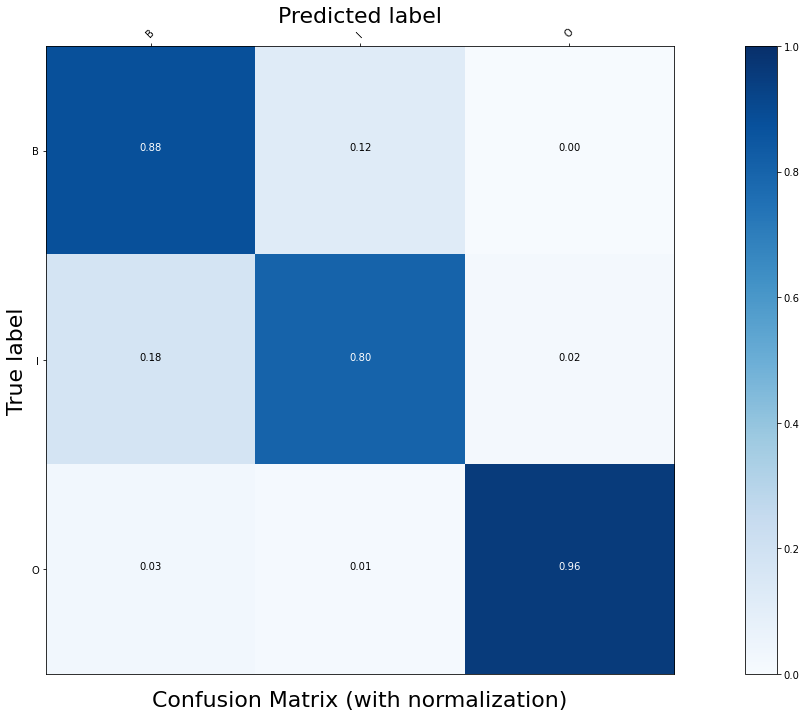 Predicted label
B I O
1.0
B 0.88 0.12 0.00
0.8
0.6
True label
I 0.18 0.80 0.02
0.4
0.2
O 0.03 0.01 0.96
0.0
Confusion Matrix (with normalization)